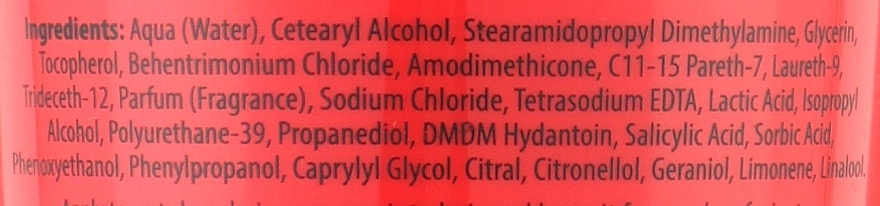 Ingredients: Aqua (Water), Cetearyl Alcohol, Stearamidopropyl Dimethylamine, Glycerin,
Tocopherol, Behentrimonium Chloride, Amodimethicone, C11-15 Pareth-7, Laureth-9,
Trideceth-12, Parfum (Fragrance), Sodium Chloride, Tetrasodium EDTA, Lactic Acid, Isopropyl
Alcohol, Polyurethane-39, Propanediol, DMDM Hydantoin, Salicylic Acid, Sorbic Acid,
Phenoxyethanol, Phenylpropanol, Caprylyl Glycol, Citral, Citronellol, Geraniol, Limonene, Linalool.